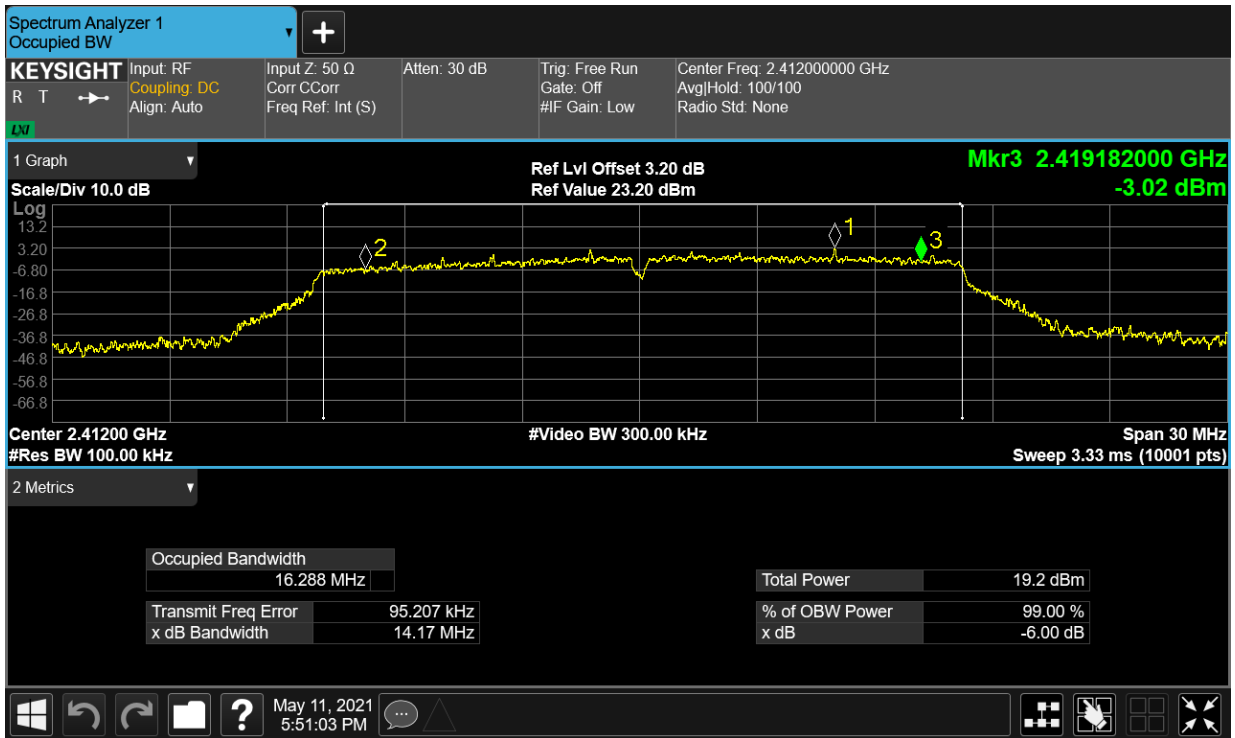 Spectrum Analyzer 1
Occupied BW
KEYSIGHT
R T
LXI
Input: RF
Coupling: DC
Align: Auto
Input Z: 50 Ω
Corr CCorr
Freq Ref: Int (S)
Atten: 30 dB
Trig: Free Run
Gate: Off
#IF Gain: Low
Center Freq: 2.412000000 GHz
Avg|Hold: 100/100
Radio Std: None
1 Graph
Scale/Div 10.0 dB
Ref Lvl Offset 3.20 dB
Ref Value 23.20 dBm
Mkr3 2.419182000 GHz
-3.02 dBm
Log
13.2
3.20
-6.80
-16.8
-26.8
-36.8
-46.8
-56.8
-66.8
2
1
3
Center 2.41200 GHz
#Res BW 100.00 kHz
#Video BW 300.00 kHz
Span 30 MHz
Sweep 3.33 ms (10001 pts)
2 Metrics
Occupied Bandwidth
16.288 MHz
Transmit Freq Error 95.207 kHz
x dB Bandwidth 14.17 MHz
Total Power 19.2 dBm
% of OBW Power 99.00 %
x dB -6.00 dB
?
May 11, 2021
5:51:03 PM